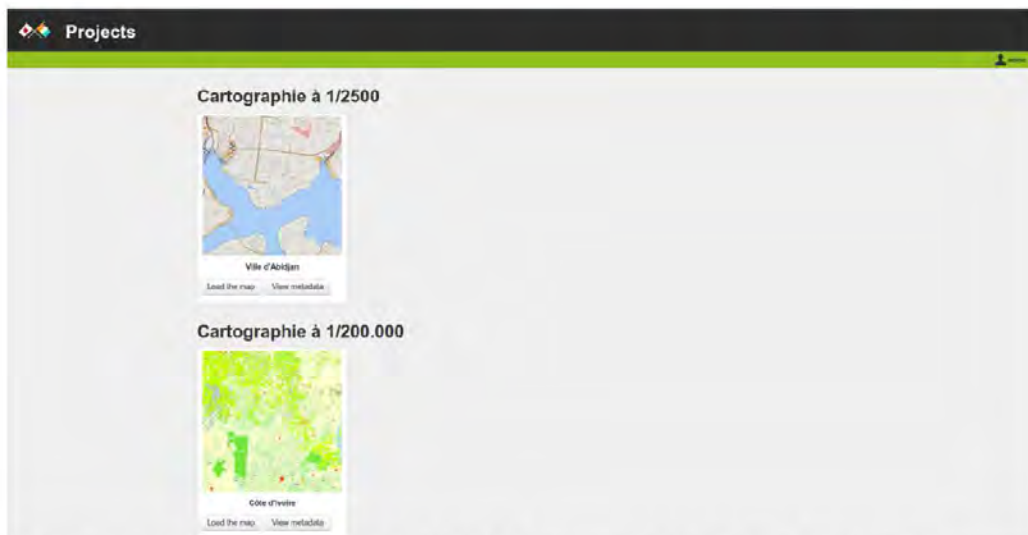 Projects
Cartographie à 1/2500
Ville d'Abidjan
Load the map View metadata
Cartographie à 1/200.000
Côte d'Ivoire
Load the map View metadata